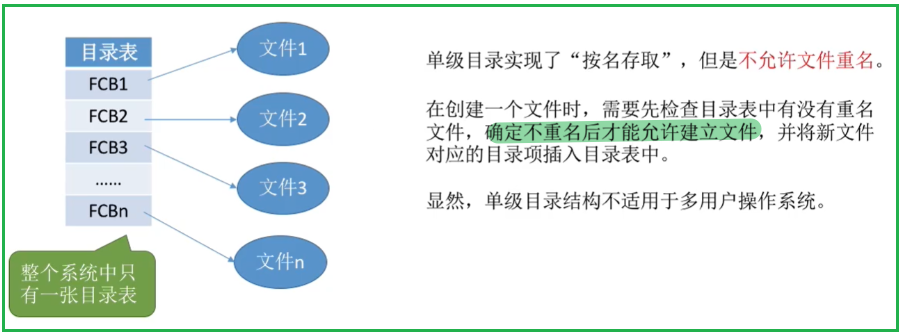 目录表
FCB1
FCB2
FCB3
......
FCBn
文件1
文件2
文件3
文件n
整个系统中只
有一张目录表
单级目录实现了“按名存取”，但是不允许文件重名。
在创建一个文件时，需要先检查目录表中有没有重名
文件，确定不重名后才能允许建立文件，并将新文件
对应的目录项插入目录表中。
显然，单级目录结构不适用于多用户操作系统。